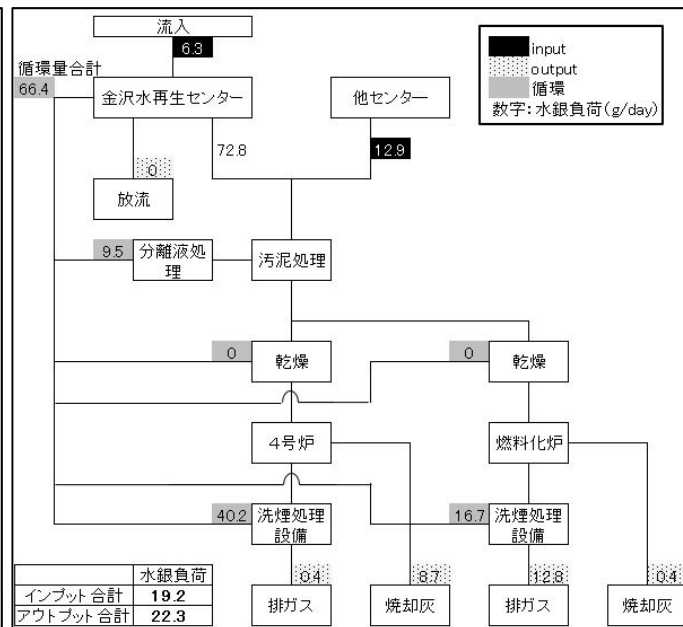 流入
6.3
input
output
循環
数字：水銀負荷(g/day)
循環量合計
66.4
金沢水再生センター
他センター
72.8
12.9
0
放流
9.5
分離液処
理
汚泥処理
0
乾燥
0
乾燥
4号炉
燃料化炉
40.2
洗煙処理
設備
16.7
洗煙処理
設備
水銀負荷
インプット合計 19.2
アウトプット合計 22.3
0.4
8.7
12.8
0.4
排ガス
焼却灰
排ガス
焼却灰